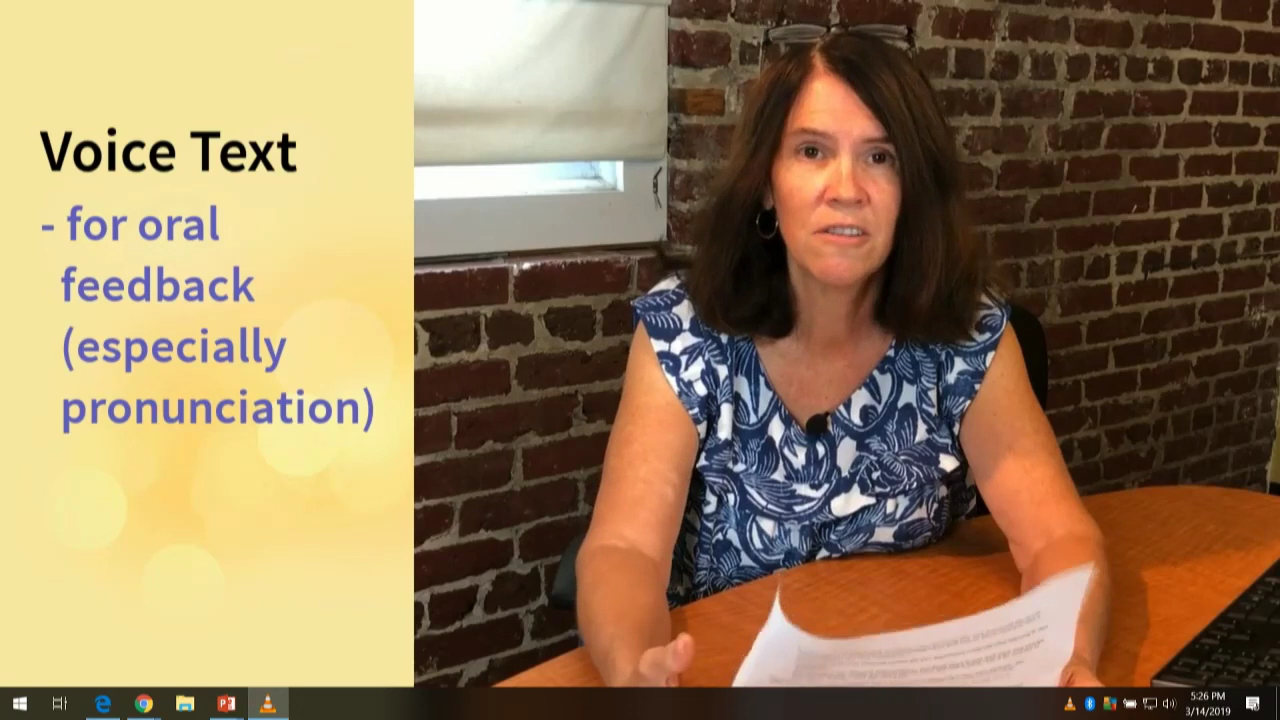 Voice Text
- for oral
feedback
(especially
pronunciation)
5:26 PM
3/14/2019